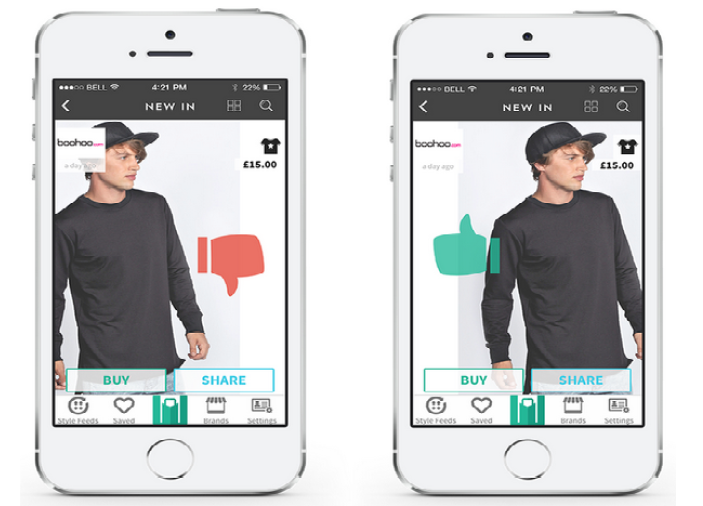 BELL 4:21 PM 22%
NEW IN
boohoo.com
a day ago
£15.00
BUY SHARE
Style Feeds Saved Brands Settings
BELL 4:21 PM 22%
NEW IN
boohoo.com
a day ago
£15.00
BUY SHARE
Style Feeds Saved Brands Settings